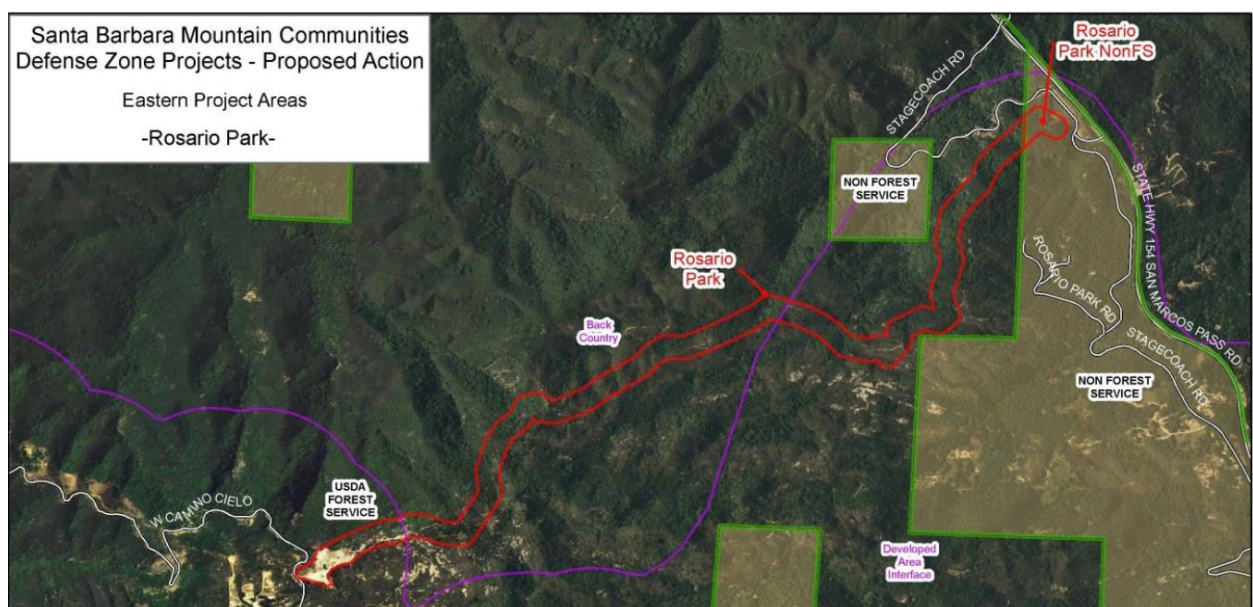 Santa Barbara Mountain Communities
Defense Zone Projects - Proposed Action
Eastern Project Areas
-Rosario Park-
Rosario
Park NonFS
STAGECOACH RD
NON FOREST
SERVICE
STATE HWY 154 SAN MARCOS PASS RD
Rosario
Park
ROSARIO PARK RD
Back
Country
STAGECOACH RD
NON FOREST
SERVICE
USDA
FOREST
SERVICE
W CAMINO CIELO
Developed
Area
Interface